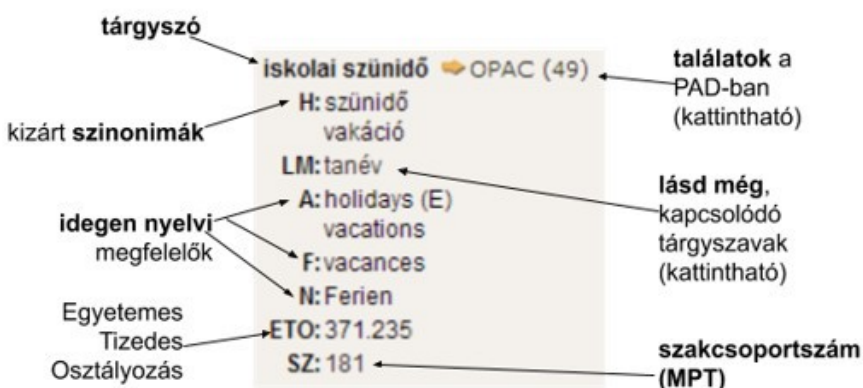 tárgyszó
iskolai szünidő OPAC (49)
találatok a
PAD-ban
(kattintható)
kizárt szinonimák
H: szünidő
vakáció
LM: tanév
lásd még,
kapcsolódó
tárgyszavak
(kattintható)
idegen nyelvi
megfelelők
A: holidays (E)
vacations
F: vacances
N: Ferien
Egyetemes
Tizedes
Osztályozás
ETO: 371.235
SZ: 181
szakcsoportszám
(MPT)